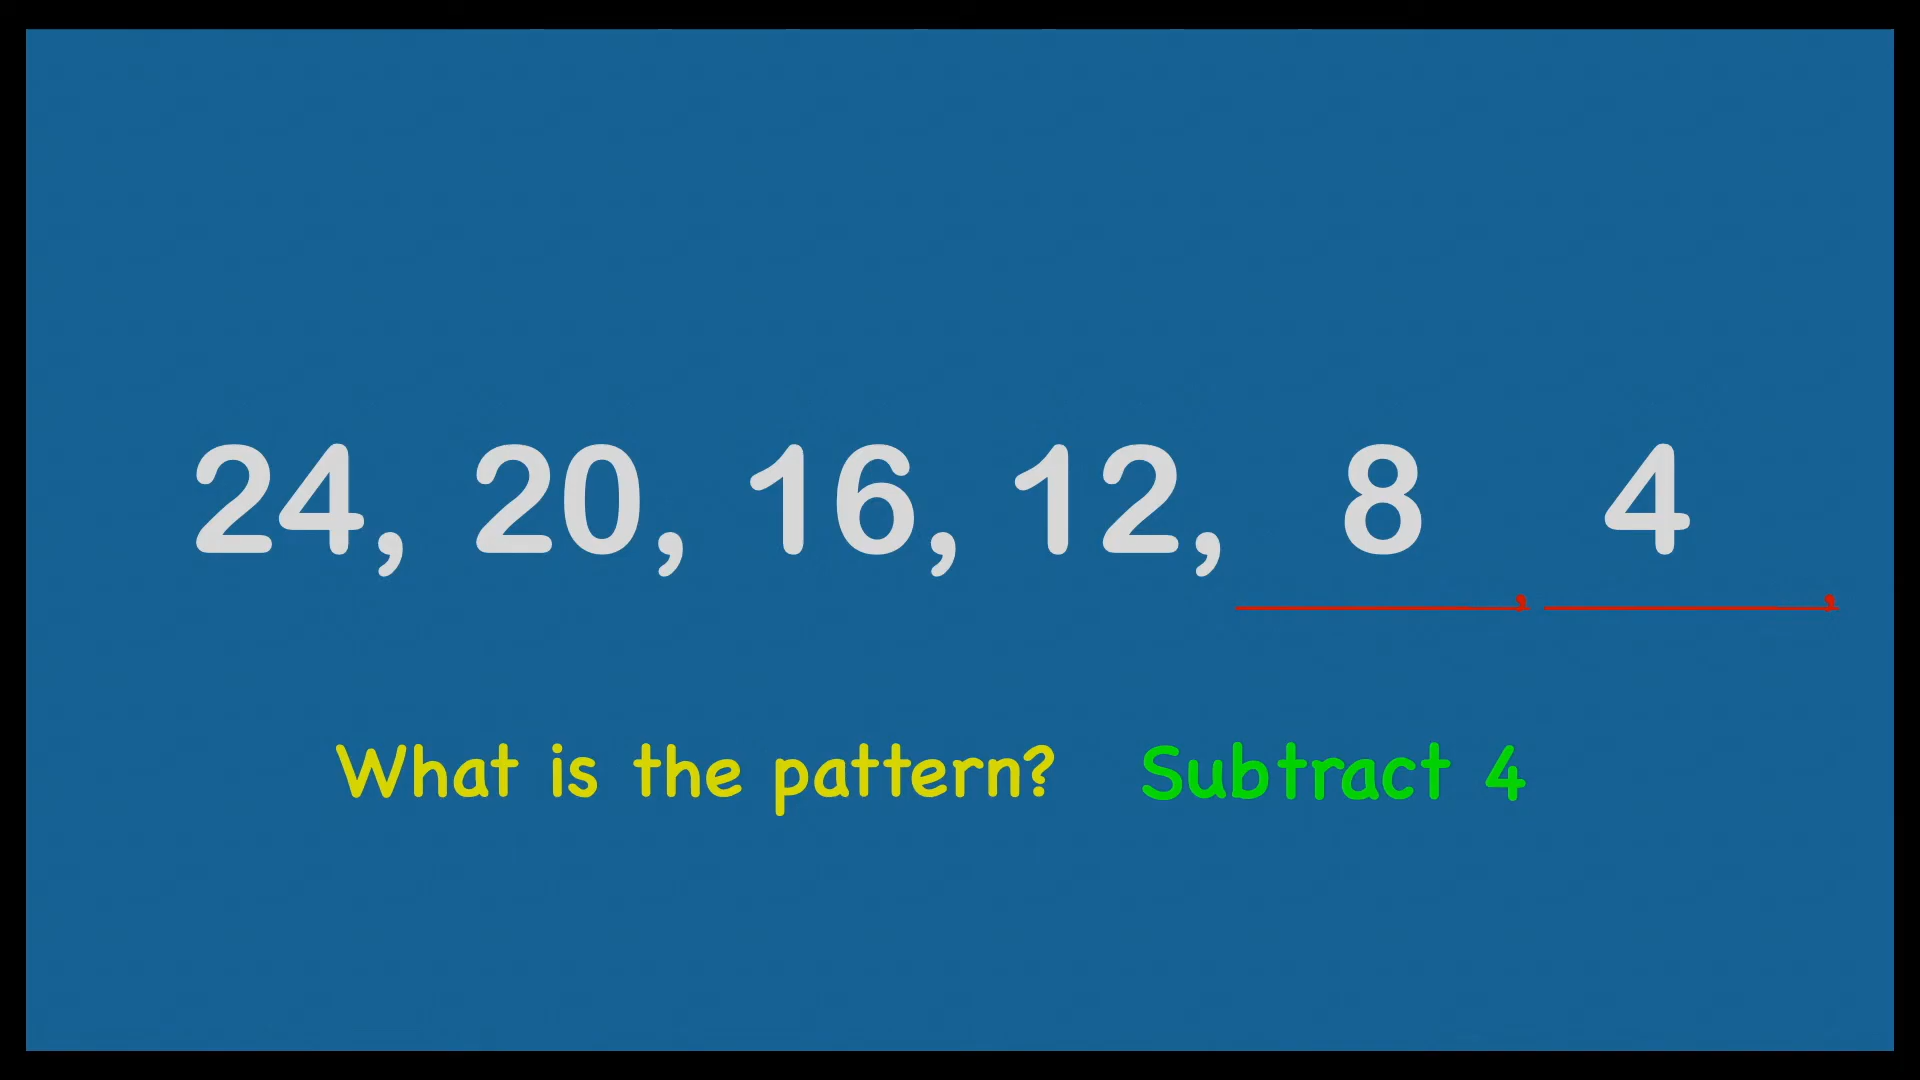 24, 20, 16, 12, 8 , 4 ,
What is the pattern? Subtract 4